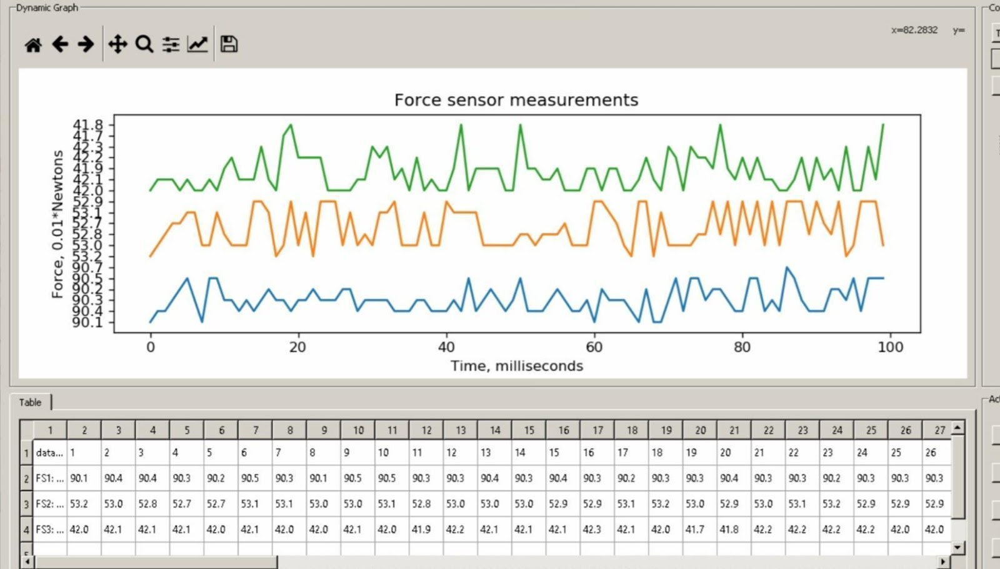 Dynamic Graph
Co
x=82.2832 y=
T
Force sensor measurements
41.8
41.7
42.3
42.2
41.9
42.1
42.0
52.9
53.1
52.7
52.8
53.0
53.2
90.7
90.5
90.2
90.3
90.4
90.1
Force, 0.01*Newtons
0 20 40 60 80 100
Time, milliseconds
Table
Act
1 2 3 4 5 6 7 8 9 10 11 12 13 14 15 16 17 18 19 20 21 22 23 24 25 26 27
1 data... 1 2 3 4 5 6 7 8 9 10 11 12 13 14 15 16 17 18 19 20 21 22 23 24 25 26
2 FS1: ... 90.1 90.4 90.4 90.3 90.2 90.5 90.3 90.1 90.5 90.5 90.3 90.3 90.4 90.3 90.4 90.3 90.2 90.3 90.3 90.4 90.3 90.3 90.2 90.3 90.3 90.3
3 FS2: ... 53.2 53.0 52.8 52.7 52.7 53.1 53.1 53.0 53.0 53.1 52.8 53.0 53.0 53.0 52.9 52.9 53.1 53.2 53.0 52.9 53.0 53.1 53.2 52.9 52.9 52.9
4 FS3: ... 42.0 42.1 42.1 42.1 42.0 42.1 42.0 42.0 42.1 42.0 41.9 42.2 42.1 42.1 42.1 42.3 42.1 42.0 41.7 41.8 42.2 42.2 42.2 42.2 42.0 42.0
5